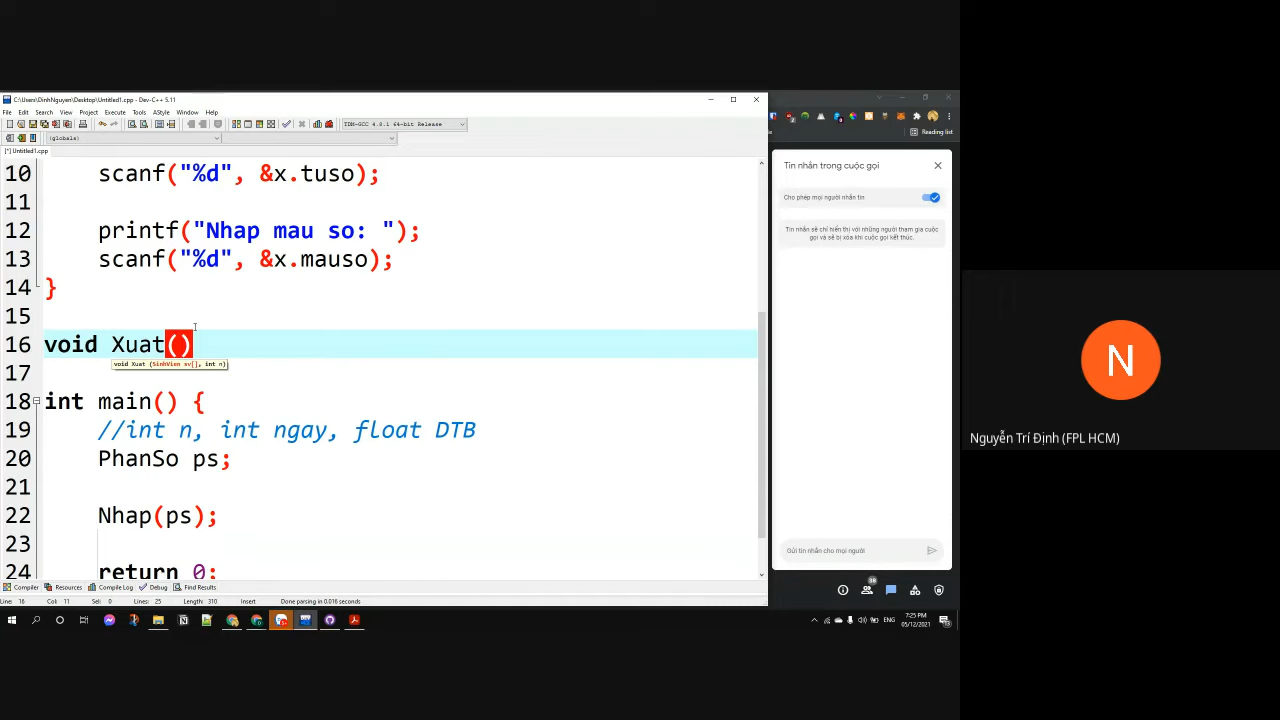 C:\Users\DinhNguyen\Desktop\Untitled1.cpp - Dev-C++ 5.11
File Edit Search View Project Execute Tools AStyle Window Help
TDM-GCC 4.8.1 64-bit Release
(globals)
[*] Untitled1.cpp
10 scanf("%d", &x.tuso);
11
12 printf("Nhap mau so: ");
13 scanf("%d", &x.mauso);
14 }
15
16 void Xuat()
void Xuat (SinhVien sv[], int n)
17
18 int main() {
19 //int n, int ngay, float DTB
20 PhanSo ps;
21
22 Nhap(ps);
23
24 return 0;
Compiler Resources Compile Log Debug Find Results
Line: 16 Col: 11 Sel: 0 Lines: 25 Length: 310 Insert Done parsing in 0.016 seconds
Reading list
Tin nhắn trong cuộc gọi
Cho phép mọi người nhắn tin
Tin nhắn sẽ chỉ hiển thị với những người tham gia cuộc
gọi và sẽ bị xóa khi cuộc gọi kết thúc.
Gửi tin nhắn cho mọi người
38
ENG
7:25 PM
05/12/2021
N
Nguyễn Trí Định (FPL HCM)